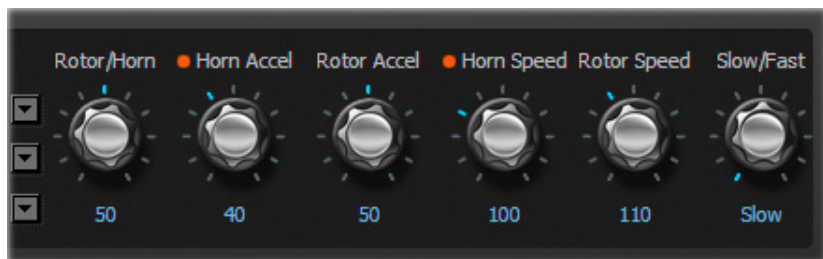 Rotor/Horn Horn Accel Rotor Accel Horn Speed Rotor Speed Slow/Fast
50 40 50 100 110 Slow